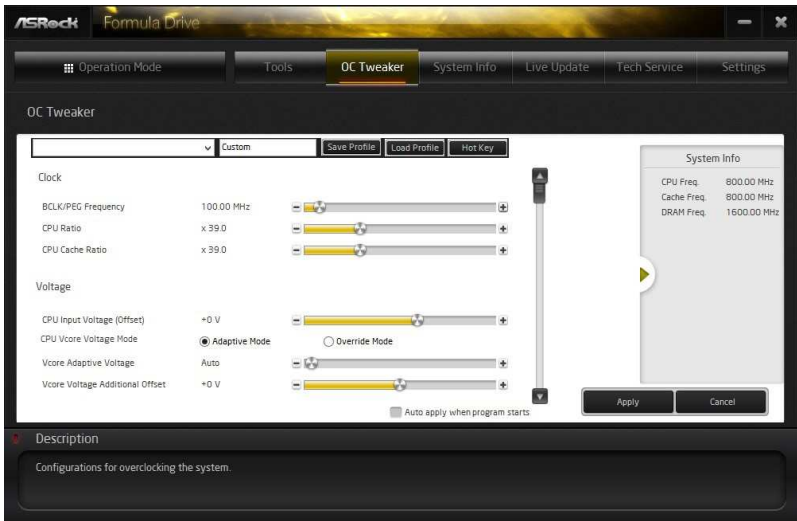 ASRock Formula Drive
Operation Mode Tools OC Tweaker System Info Live Update Tech Service Settings
OC Tweaker
Custom Save Profile Load Profile Hot Key
Clock
BCLK/PEG Frequency 100.00 MHz
CPU Ratio x 39.0
CPU Cache Ratio x 39.0
Voltage
CPU Input Voltage (Offset) +0 V
CPU Vcore Voltage Mode Adaptive Mode Override Mode
Vcore Adaptive Voltage Auto
Vcore Voltage Additional Offset +0 V
Auto apply when program starts
System Info
CPU Freq. 800.00 MHz
Cache Freq. 800.00 MHz
DRAM Freq. 1600.00 MHz
Apply Cancel
Description
Configurations for overclocking the system.